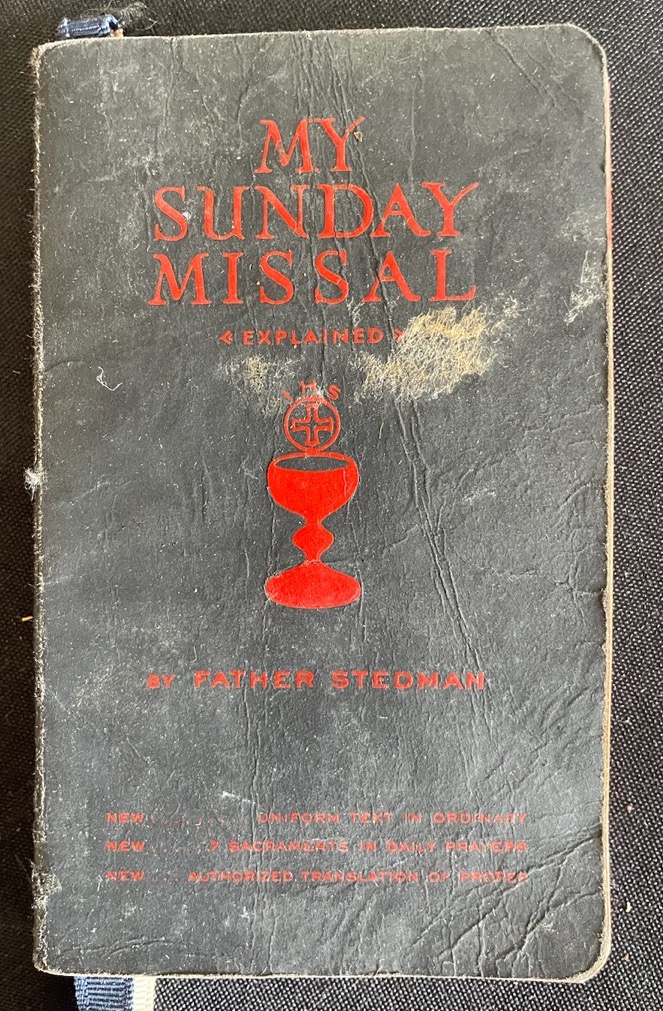 MY
SUNDAY
MISSAL
« EXPLAINED »
IHS
BY FATHER STEDMAN
NEW.......... UNIFORM TEXT IN ORDINARY
NEW...... 7 SACRAMENTS IN DAILY PRAYERS
NEW.... AUTHORIZED TRANSLATION OF PROPER